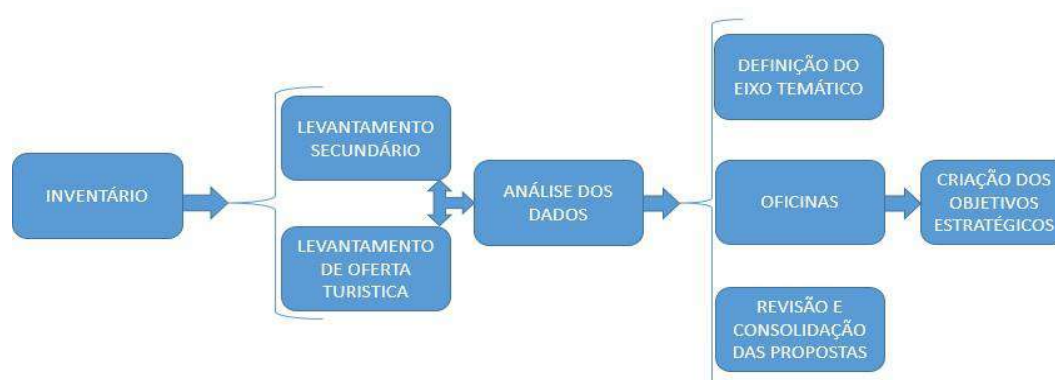 INVENTÁRIO
LEVANTAMENTO
SECUNDÁRIO
LEVANTAMENTO
DE OFERTA
TURISTICA
ANÁLISE DOS
DADOS
DEFINIÇÃO DO
EIXO TEMÁTICO
OFICINAS
REVISÃO E
CONSOLIDAÇÃO
DAS PROPOSTAS
CRIAÇÃO DOS
OBJETIVOS
ESTRATÉGICOS